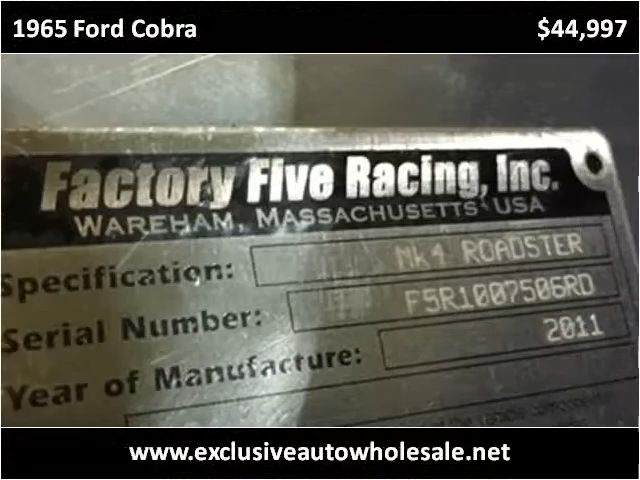 1965 Ford Cobra
$44,997
Factory Five Racing, Inc.
WAREHAM, MASSACHUSETTS USA
Specification: Mk4 ROADSTER
Serial Number: F5R1007506RD
Year of Manufacture: 2011
www.exclusiveautowholesale.net